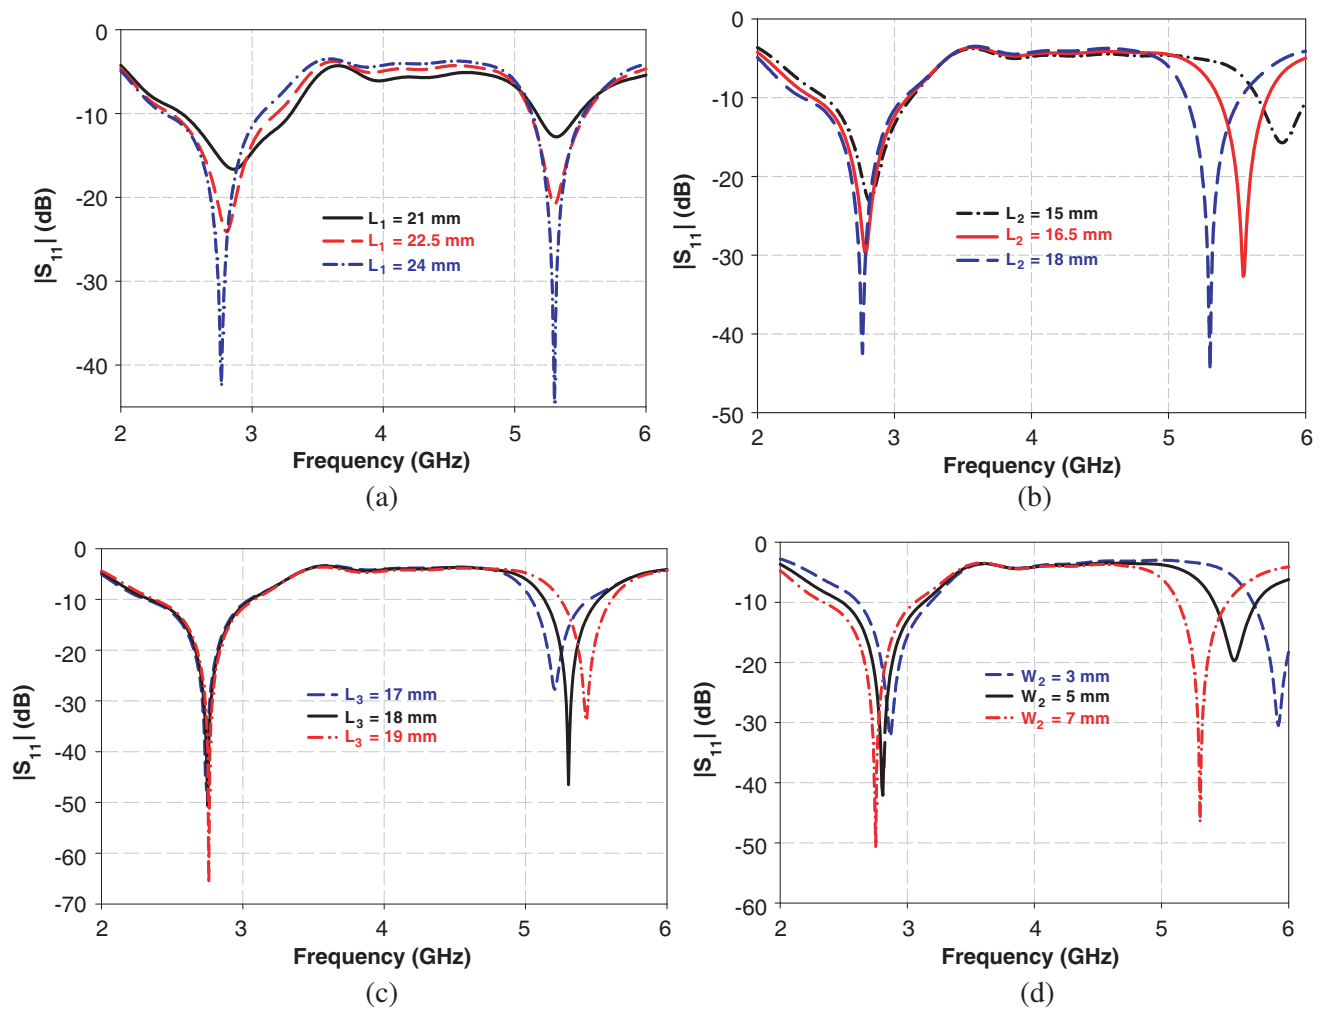 0
-10
-20
-30
-40
|S11| (dB)
L1 = 21 mm
L1 = 22.5 mm
L1 = 24 mm
2 3 4 5 6
Frequency (GHz)
(a)
0
-10
-20
-30
-40
-50
|S11| (dB)
L2 = 15 mm
L2 = 16.5 mm
L2 = 18 mm
2 3 4 5 6
Frequency (GHz)
(b)
0
-10
-20
-30
-40
-50
-60
-70
|S11| (dB)
L3 = 17 mm
L3 = 18 mm
L3 = 19 mm
2 3 4 5 6
Frequency (GHz)
(c)
0
-10
-20
-30
-40
-50
-60
|S11| (dB)
W2 = 3 mm
W2 = 5 mm
W2 = 7 mm
2 3 4 5 6
Frequency (GHz)
(d)